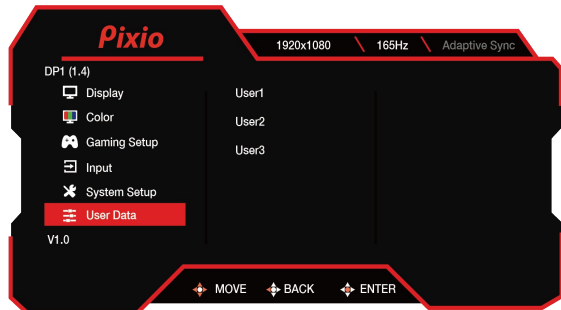 Pixio
1920x1080 \ 165Hz \ Adaptive Sync
DP1 (1.4)
Display
Color
Gaming Setup
Input
System Setup
User Data
V1.0
User1
User2
User3
MOVE BACK ENTER